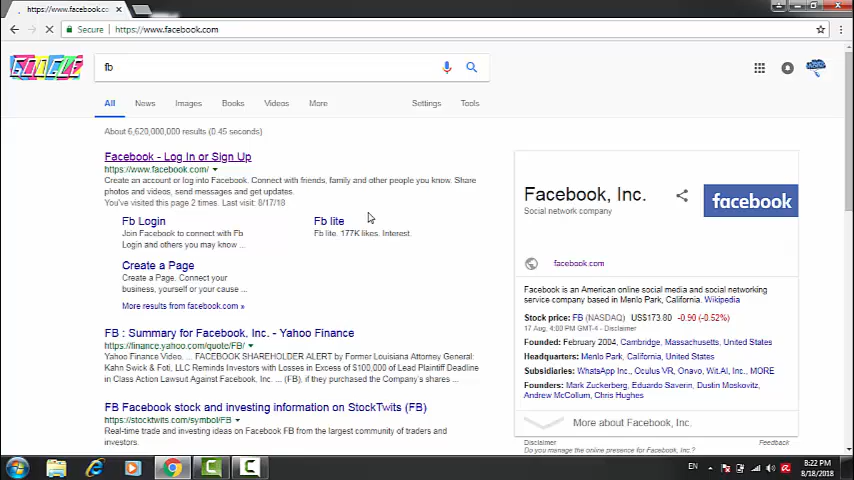 https://www.facebook.com/
Secure
https://www.facebook.com
GOOGLE
fb
All
News
Images
Books
Videos
More
Settings
Tools
About 6,620,000,000 results (0.45 seconds)
Facebook - Log In or Sign Up
https://www.facebook.com/
Create an account or log into Facebook. Connect with friends, family and other people you know. Share
photos and videos, send messages and get updates.
You've visited this page 2 times. Last visit: 8/17/18
Fb Login
Join Facebook to connect with Fb
Login and others you may know ...
Fb lite
Fb lite. 177K likes. Interest.
Create a Page
Create a Page. Connect your
business, yourself or your cause ...
More results from facebook.com »
FB : Summary for Facebook, Inc. - Yahoo Finance
https://finance.yahoo.com/quote/FB/
Yahoo Finance Video. ... FACEBOOK SHAREHOLDER ALERT by Former Louisiana Attorney General:
Kahn Swick & Foti, LLC Reminds Investors with Losses in Excess of $100,000 of Lead Plaintiff Deadline
in Class Action Lawsuit Against Facebook, Inc. ... (FB), if they purchased the Company's shares ...
FB Facebook stock and investing information on StockTwits (FB)
https://stocktwits.com/symbol/FB
Real-time trade and investing ideas on Facebook FB from the largest community of traders and
investors.
Facebook, Inc.
Social network company
facebook
facebook.com
Facebook is an American online social media and social networking
service company based in Menlo Park, California. Wikipedia
Stock price: FB (NASDAQ) US$173.80 -0.90 (-0.52%)
17 Aug, 4:00 PM GMT-4 - Disclaimer
Founded: February 2004, Cambridge, Massachusetts, United States
Headquarters: Menlo Park, California, United States
Subsidiaries: WhatsApp Inc., Oculus VR, Onavo, Wit.AI, Inc., MORE
Founders: Mark Zuckerberg, Eduardo Saverin, Dustin Moskovitz,
Andrew McCollum, Chris Hughes
More about Facebook, Inc.
Disclaimer
Feedback
Do you manage the online presence for Facebook, Inc.?
EN
8:22 PM
8/18/2018